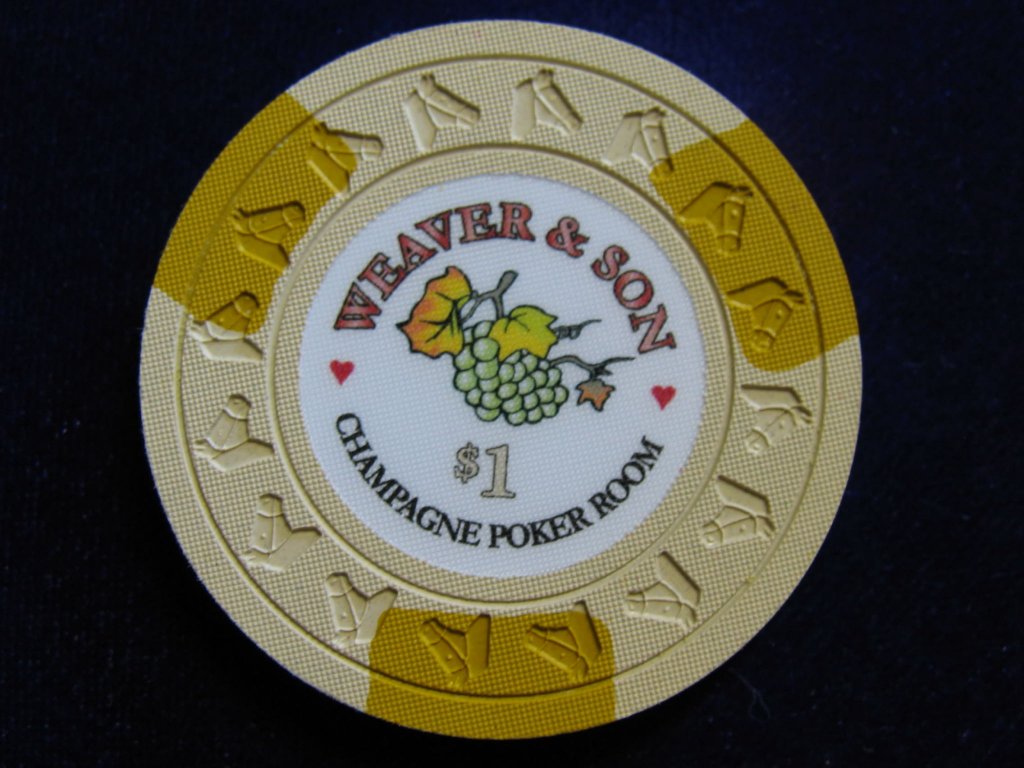 WEAVER & SON
$1
CHAMPAGNE POKER ROOM